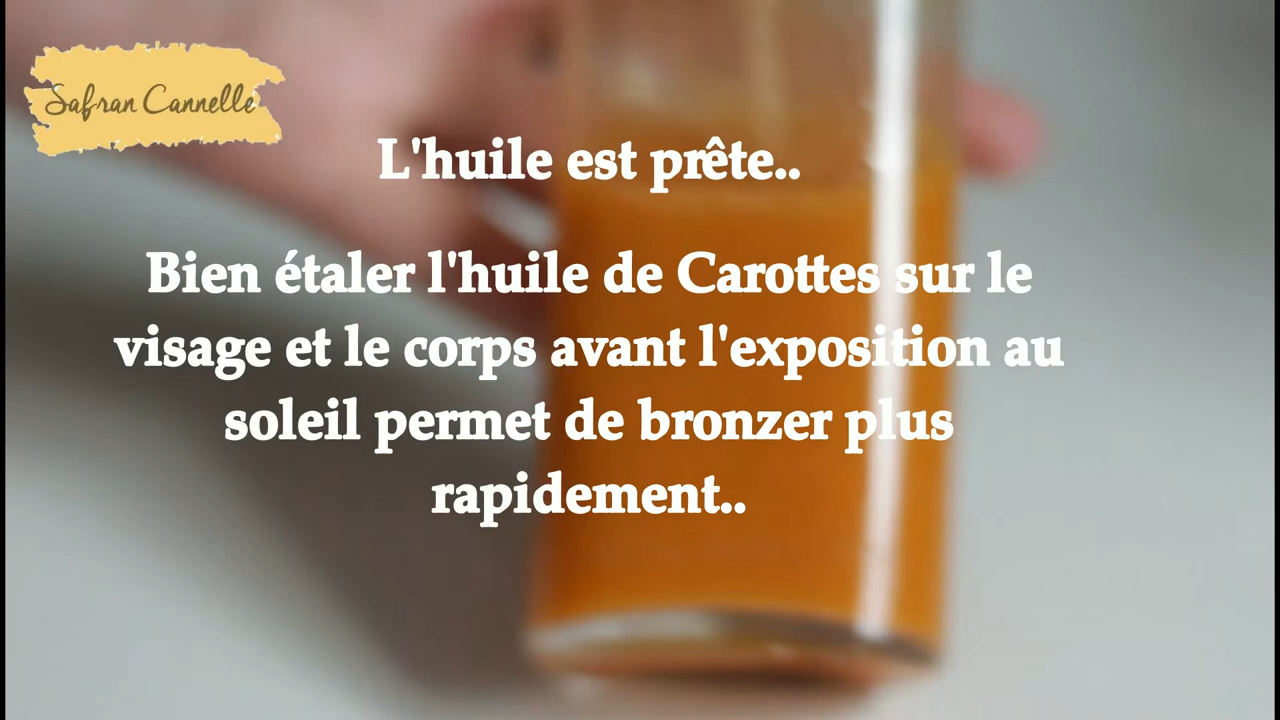 Safran Cannelle
L'huile est prête..
Bien étaler l'huile de Carottes sur le
visage et le corps avant l'exposition au
soleil permet de bronzer plus
rapidement..